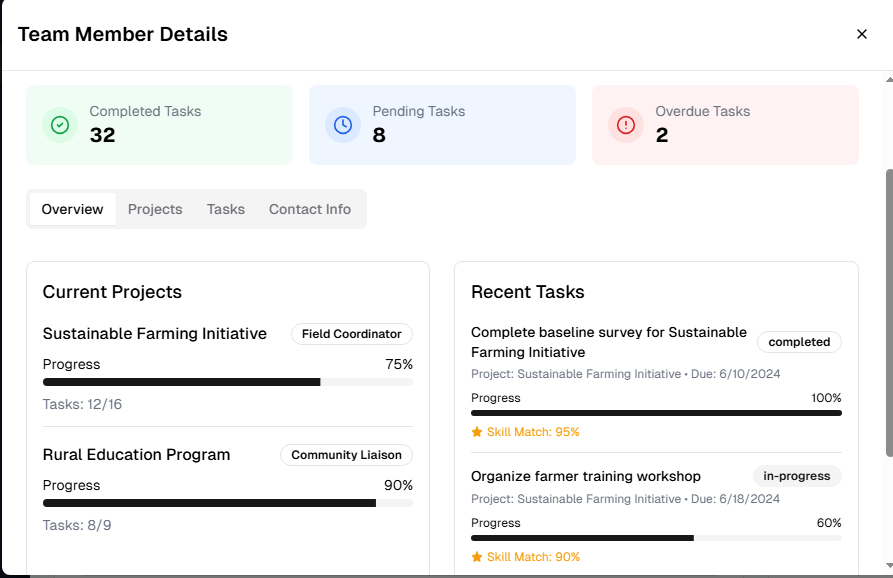 Team Member Details
Completed Tasks
32
Pending Tasks
8
Overdue Tasks
2
Overview Projects Tasks Contact Info
Current Projects
Sustainable Farming Initiative Field Coordinator
Progress 75%
Tasks: 12/16
Rural Education Program Community Liaison
Progress 90%
Tasks: 8/9
Recent Tasks
Complete baseline survey for Sustainable
Farming Initiative
completed
Project: Sustainable Farming Initiative • Due: 6/10/2024
Progress 100%
Skill Match: 95%
Organize farmer training workshop in-progress
Project: Sustainable Farming Initiative • Due: 6/18/2024
Progress 60%
Skill Match: 90%